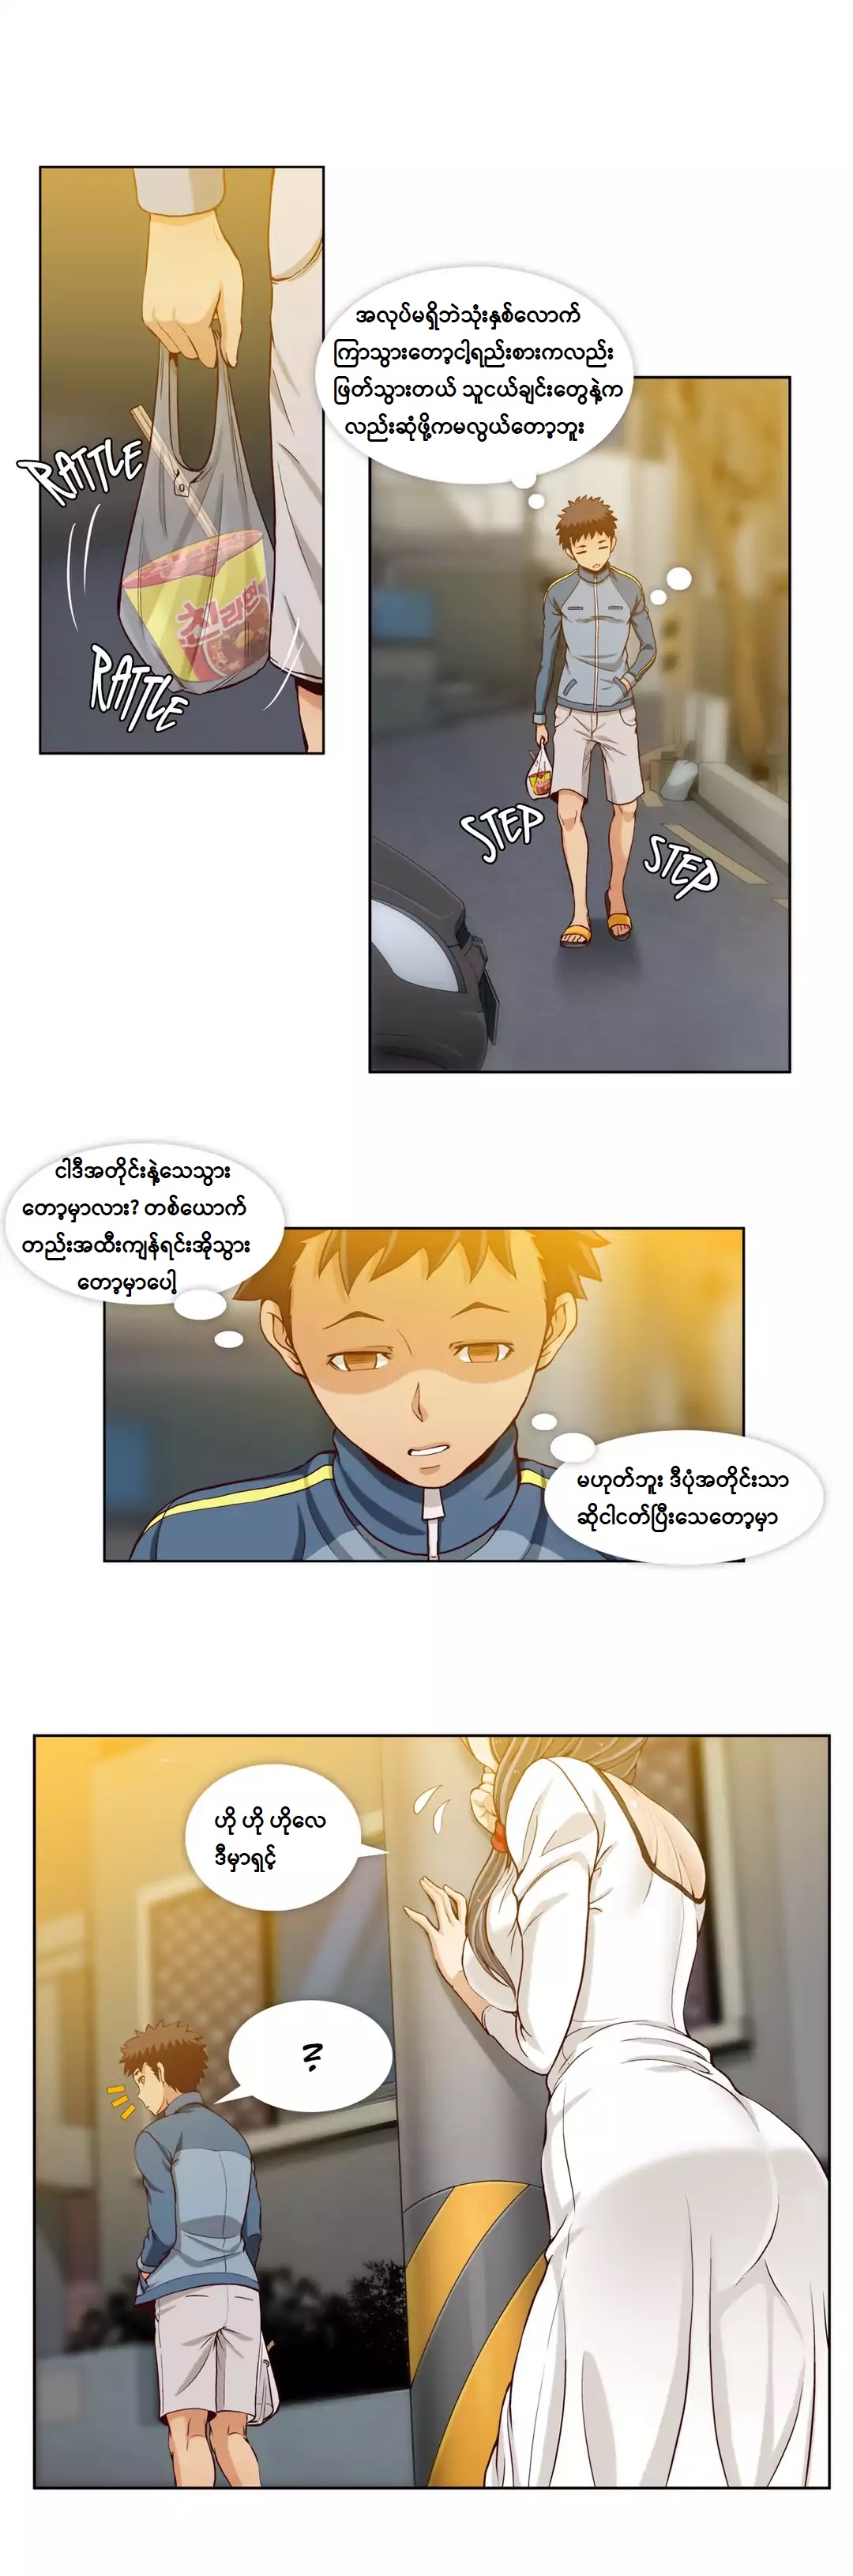 အလုပ်မရှိဘဲသုံးနှစ်လောက်
ကြာသွားတော့ငါ့ရည်းစားကလည်း
ဖြတ်သွားတယ် သူငယ်ချင်းတွေနဲ့က
လည်းဆုံဖို့ကမလွယ်တော့ဘူး
RATTLE
찬라면
RATTLE
STEP
STEP
ငါဒီအတိုင်းနဲ့သေသွား
တော့မှာလား? တစ်ယောက်
တည်းအထီးကျန်ရင်းအိုသွား
တော့မှာပေါ့
မဟုတ်ဘူး ဒီပုံအတိုင်းသာ
ဆိုငါငတ်ပြီးသေတော့မှာ
ဟို ဟို ဟိုလေ
ဒီမှာရှင့်
?